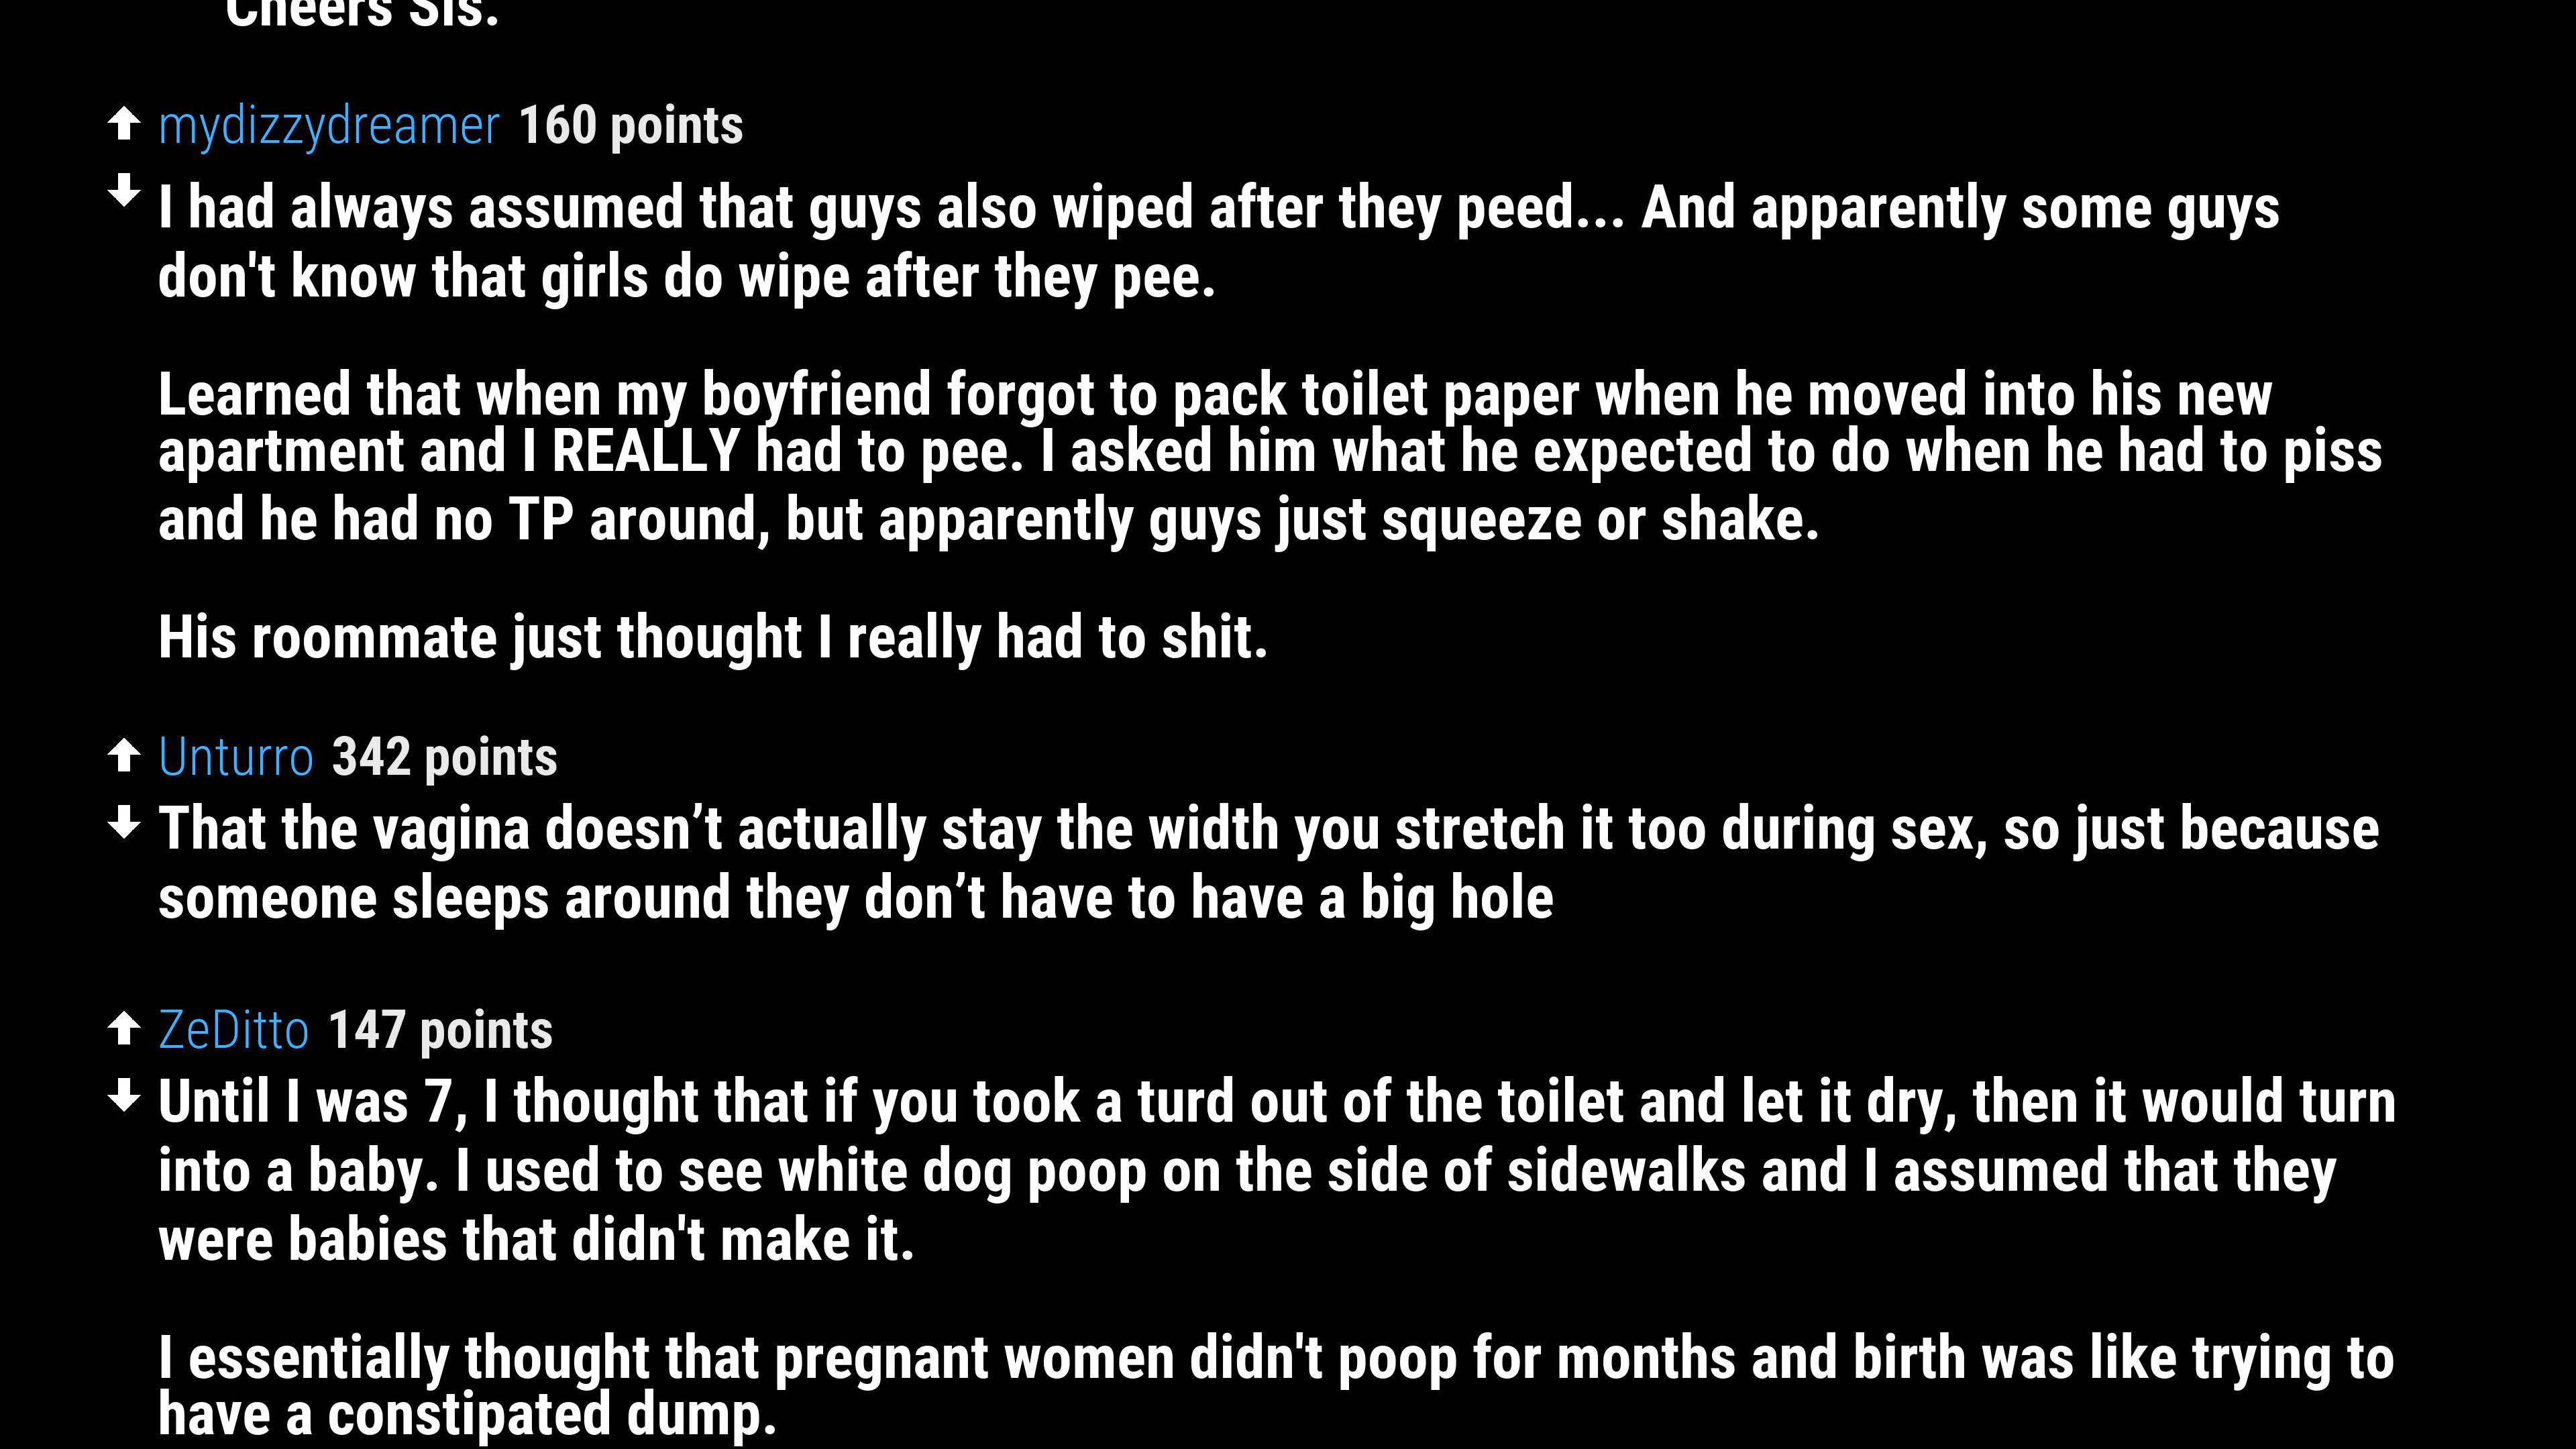 Cheers Sis.
mydizzydreamer 160 points
I had always assumed that guys also wiped after they peed... And apparently some guys
don't know that girls do wipe after they pee.
Learned that when my boyfriend forgot to pack toilet paper when he moved into his new
apartment and I REALLY had to pee. I asked him what he expected to do when he had to piss
and he had no TP around, but apparently guys just squeeze or shake.
His roommate just thought I really had to shit.
Unturro 342 points
That the vagina doesn’t actually stay the width you stretch it too during sex, so just because
someone sleeps around they don’t have to have a big hole
ZeDitto 147 points
Until I was 7, I thought that if you took a turd out of the toilet and let it dry, then it would turn
into a baby. I used to see white dog poop on the side of sidewalks and I assumed that they
were babies that didn't make it.
I essentially thought that pregnant women didn't poop for months and birth was like trying to
have a constipated dump.